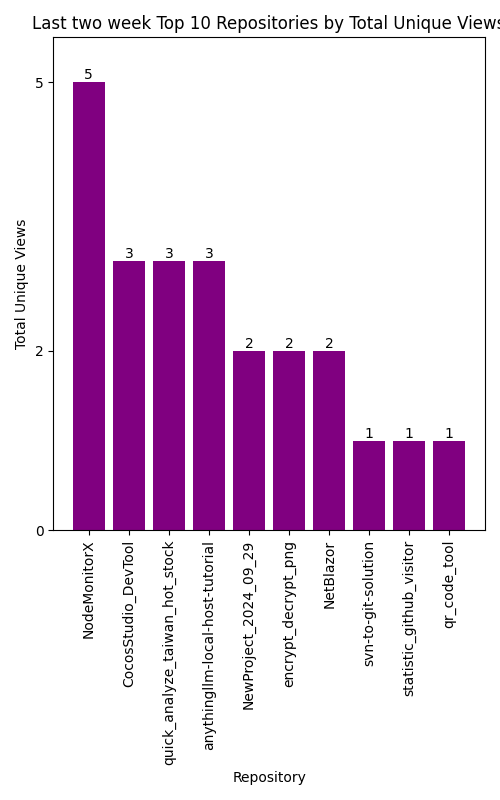 Last two week Top 10 Repositories by Total Unique Views
5
3
3
3
2
2
2
1
1
1
5
2
0
Total Unique Views
NodeMonitorX
CocosStudio_DevTool
quick_analyze_taiwan_hot_stock
anythingllm-local-host-tutorial
NewProject_2024_09_29
encrypt_decrypt_png
NetBlazor
svn-to-git-solution
statistic_github_visitor
qr_code_tool
Repository